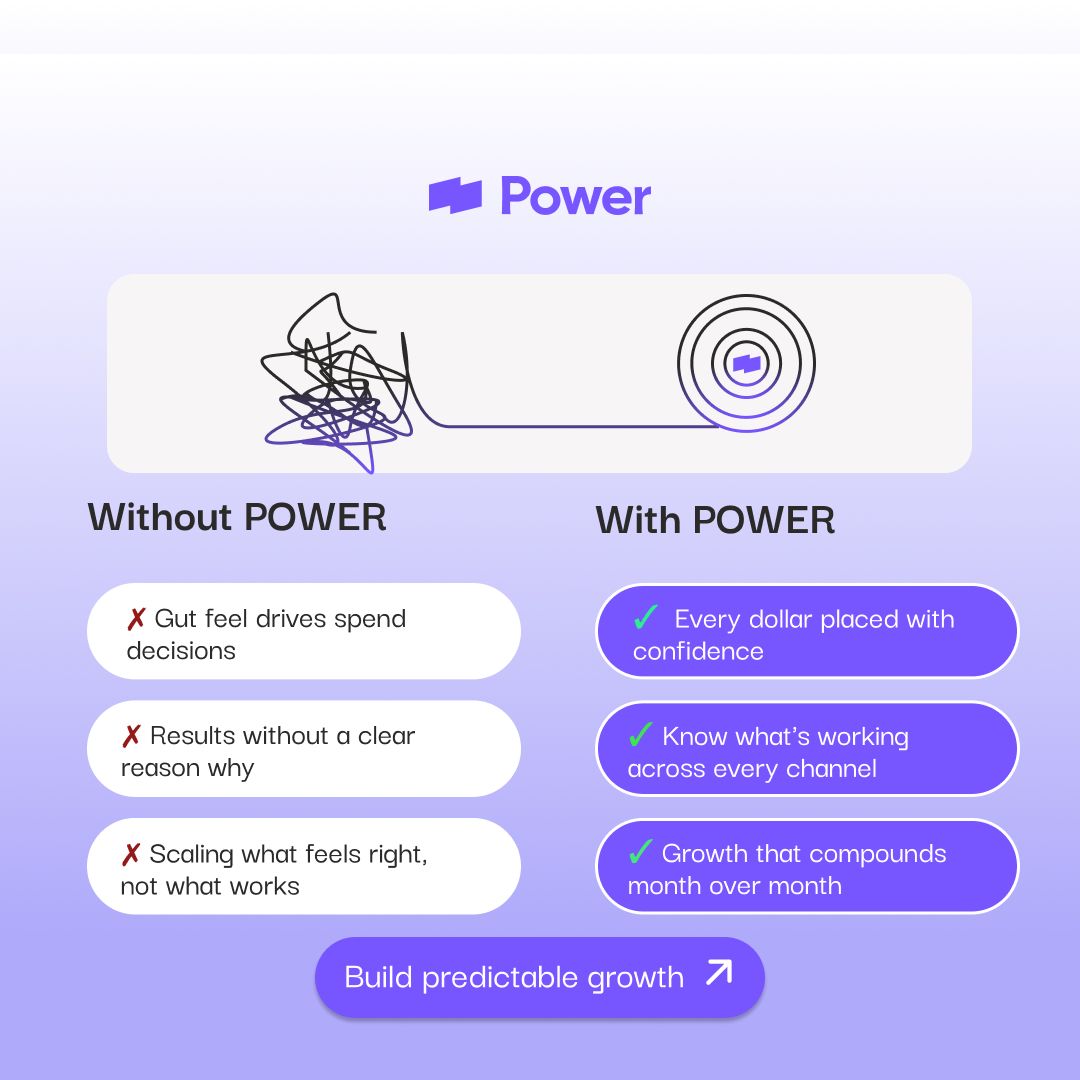 Power
Without POWER
With POWER
✗ Gut feel drives spend
decisions
✓ Every dollar placed with
confidence
✗ Results without a clear
reason why
✓ Know what's working
across every channel
✗ Scaling what feels right,
not what works
✓ Growth that compounds
month over month
Build predictable growth